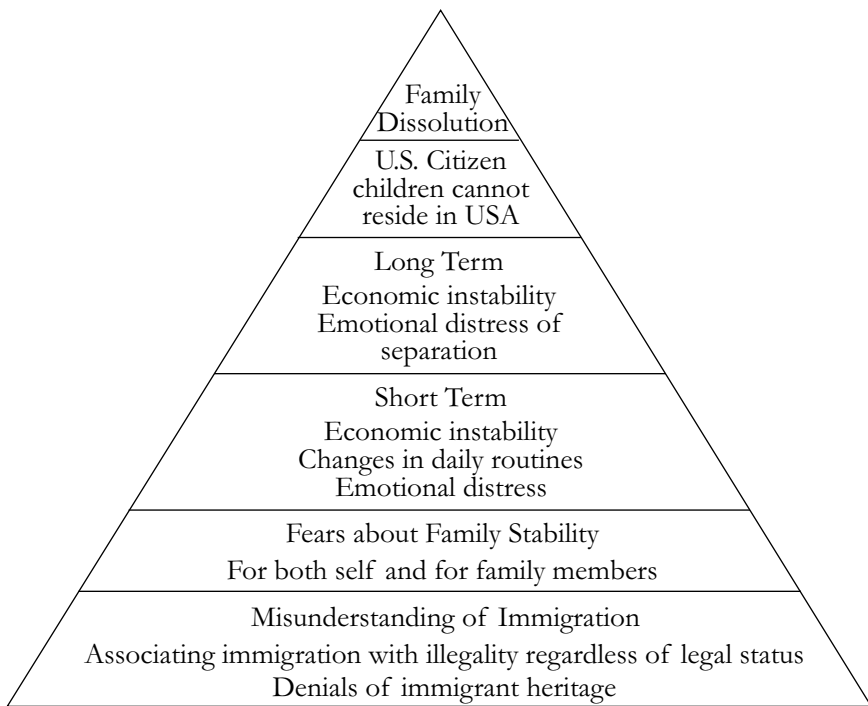 Family
Dissolution
U.S. Citizen
children cannot
reside in USA
Long Term
Economic instability
Emotional distress of
separation
Short Term
Economic instability
Changes in daily routines
Emotional distress
Fears about Family Stability
For both self and for family members
Misunderstanding of Immigration
Associating immigration with illegality regardless of legal status
Denials of immigrant heritage